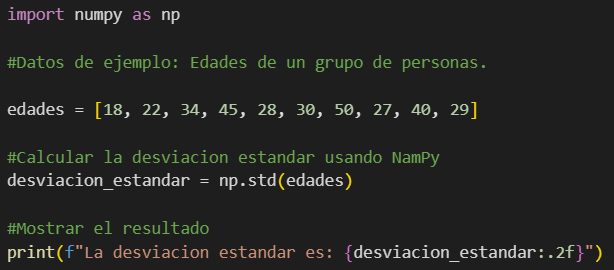 import numpy as np
#Datos de ejemplo: Edades de un grupo de personas.
edades = [18, 22, 34, 45, 28, 30, 50, 27, 40, 29]
#Calcular la desviacion estandar usando NamPy
desviacion_estandar = np.std(edades)
#Mostrar el resultado
print(f"La desviacion estandar es: {desviacion_estandar:.2f}")